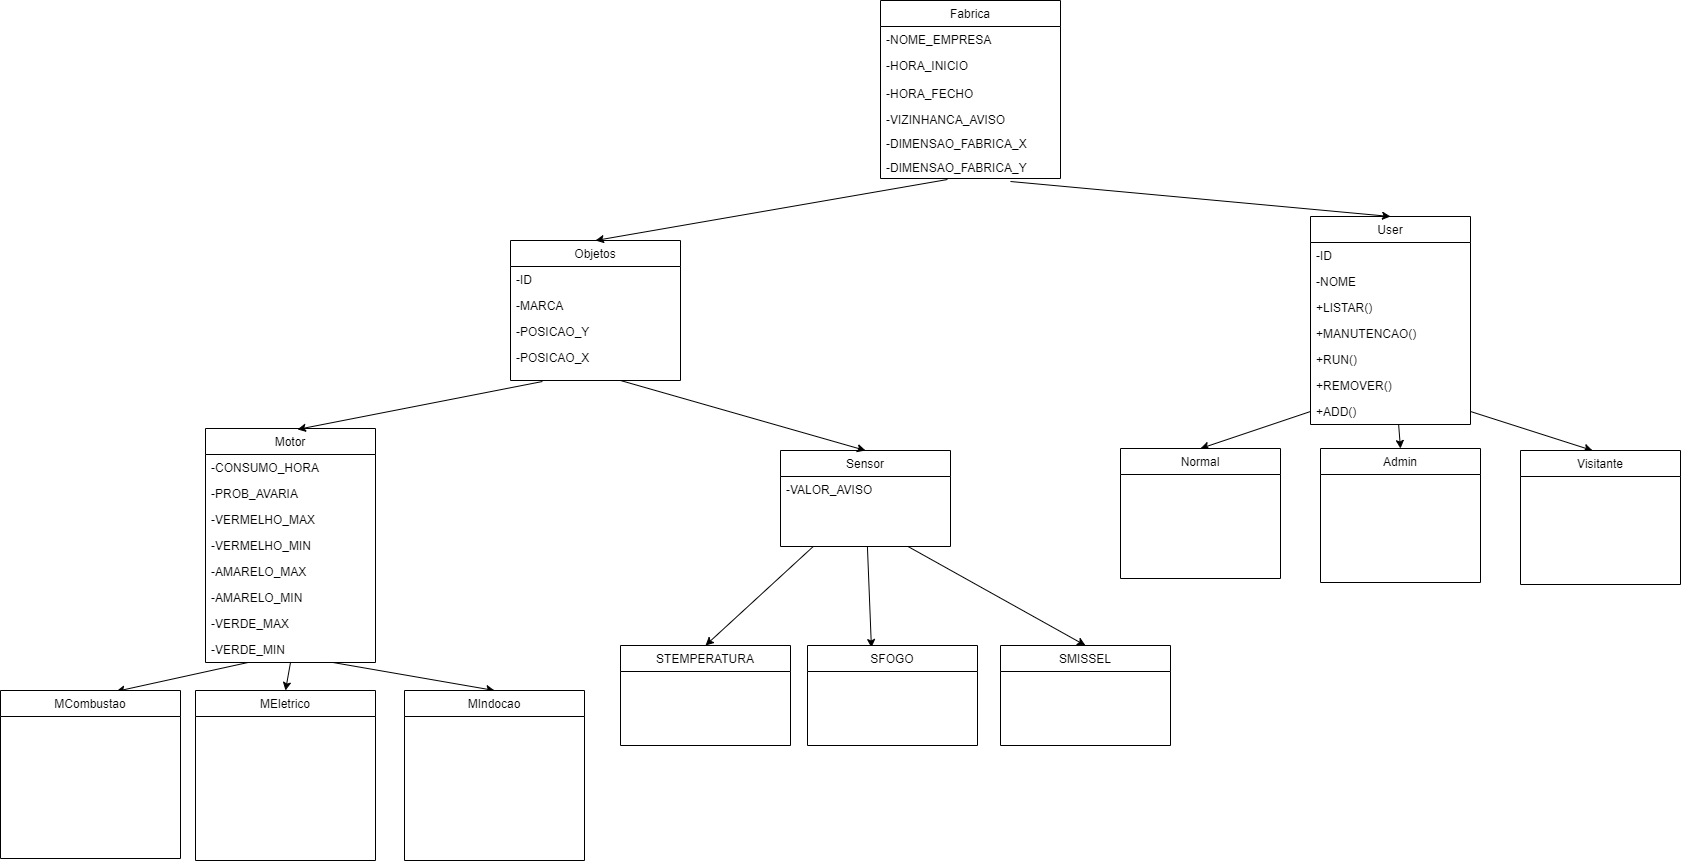 Fabrica
-NOME_EMPRESA
-HORA_INICIO
-HORA_FECHO
-VIZINHANCA_AVISO
-DIMENSAO_FABRICA_X
-DIMENSAO_FABRICA_Y
Objetos
-ID
-MARCA
-POSICAO_Y
-POSICAO_X
User
-ID
-NOME
+LISTAR()
+MANUTENCAO()
+RUN()
+REMOVER()
+ADD()
Motor
-CONSUMO_HORA
-PROB_AVARIA
-VERMELHO_MAX
-VERMELHO_MIN
-AMARELO_MAX
-AMARELO_MIN
-VERDE_MAX
-VERDE_MIN
Sensor
-VALOR_AVISO
Normal
Admin
Visitante
STEMPERATURA
SFOGO
SMISSEL
MCombustao
MEletrico
MIndocao